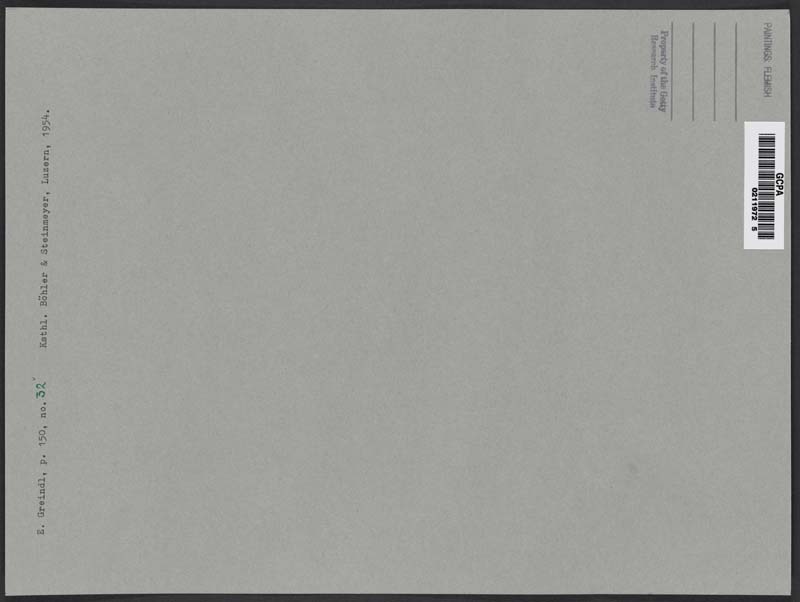 PAINTINGS: FLEMISH
Property of the Getty
Research Institute
GCPA
0211972 5
E. Greindl, p. 150, no. 32 Kathl. Böhler & Steinmeyer, Luzern, 1954.